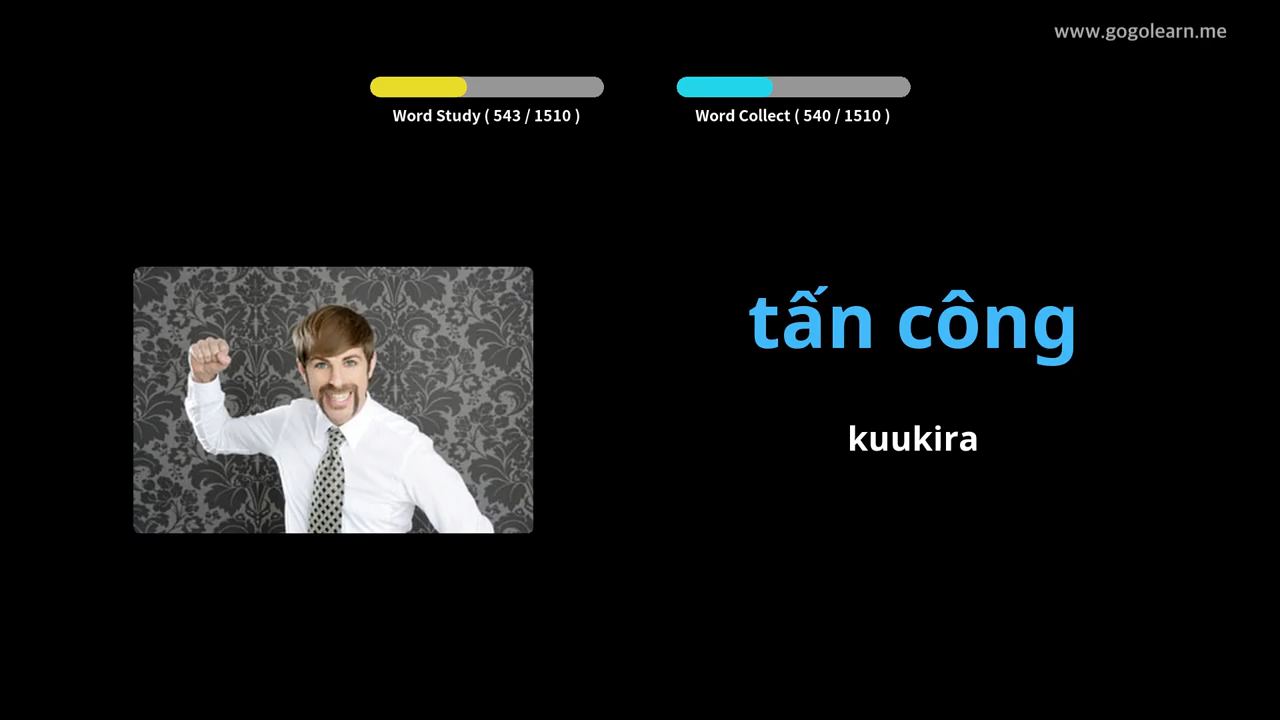 www.gogolearn.me
Word Study ( 543 / 1510 )
Word Collect ( 540 / 1510 )
tấn công
kuukira